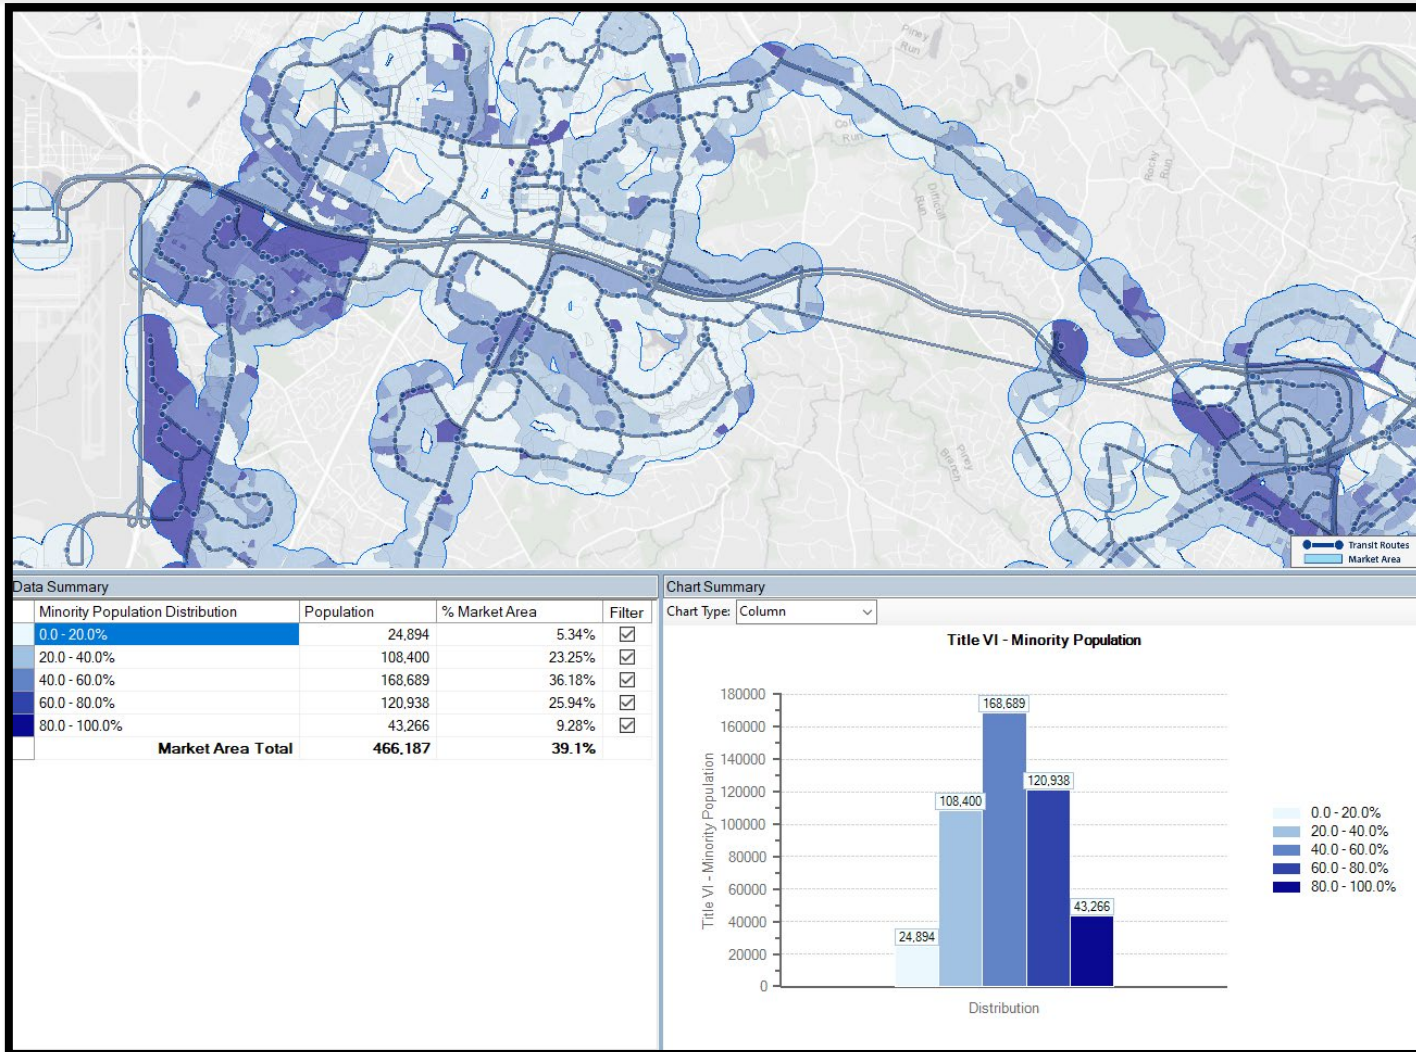 Piney
Run
Colvin
Run
Rocky
Run
Difficult
Run
Piney
Branch
Transit Routes
Market Area
Data Summary
Minority Population Distribution Population % Market Area Filter
0.0 - 20.0% 24,894 5.34%
20.0 - 40.0% 108,400 23.25%
40.0 - 60.0% 168,689 36.18%
60.0 - 80.0% 120,938 25.94%
80.0 - 100.0% 43,266 9.28%
Market Area Total 466,187 39.1%
Chart Summary
Chart Type: Column
Title VI - Minority Population
Title VI - Minority Population
180000
160000
140000
120000
100000
80000
60000
40000
20000
0
24,894
108,400
168,689
120,938
43,266
Distribution
0.0 - 20.0%
20.0 - 40.0%
40.0 - 60.0%
60.0 - 80.0%
80.0 - 100.0%